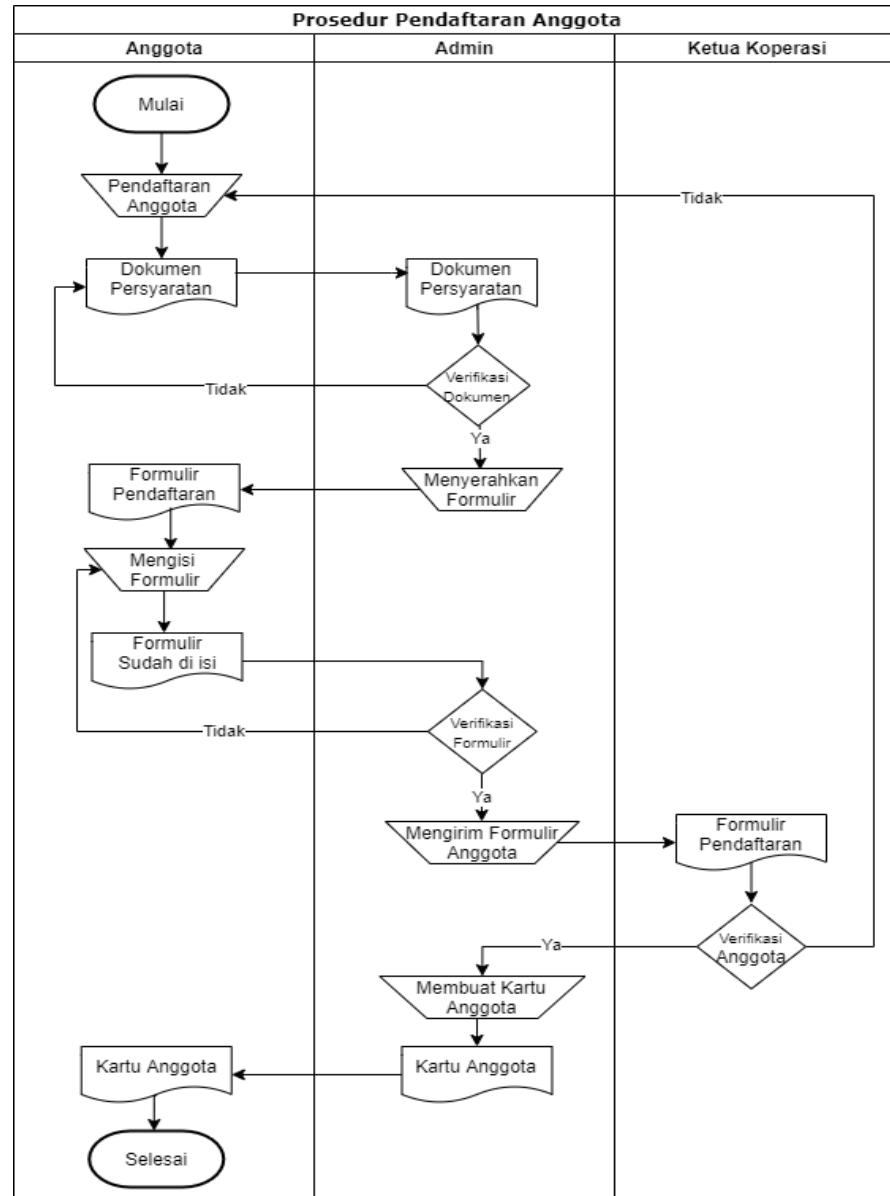 Prosedur Pendaftaran Anggota
Anggota
Admin
Ketua Koperasi
Mulai
Pendaftaran
Anggota
Tidak
Dokumen
Persyaratan
Dokumen
Persyaratan
Verifikasi
Dokumen
Tidak
Ya
Formulir
Pendaftaran
Menyerahkan
Formulir
Mengisi
Formulir
Formulir
Sudah di isi
Verifikasi
Formulir
Tidak
Ya
Mengirim Formulir
Anggota
Formulir
Pendaftaran
Verifikasi
Anggota
Ya
Membuat Kartu
Anggota
Kartu Anggota
Kartu Anggota
Selesai